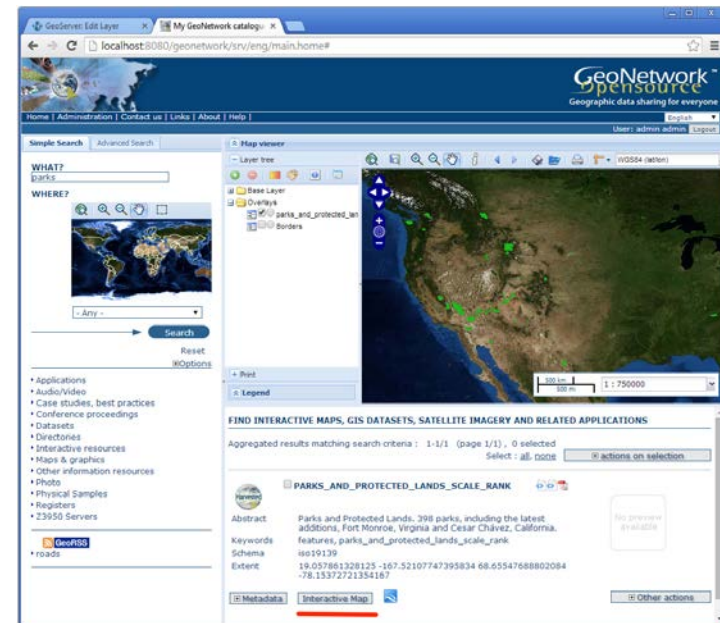 GeoServer: Edit Layer
My GeoNetwork catalogu
localhost:8080/geonetwork/srv/eng/main.home#
GeoNetwork
opensource
Geographic data sharing for everyone
Home | Administration | Contact us | Links | About | Help |
English
User: admin admin Logout
Simple Search
Advanced Search
WHAT?
parks
WHERE?
- Any -
Search
Reset
Options
Applications
Audio/Video
Case studies, best practices
Conference proceedings
Datasets
Directories
Interactive resources
Maps & graphics
Other information resources
Photo
Physical Samples
Registers
Z3950 Servers
GeoRSS
roads
Map viewer
Layer tree
WGS84 (lat/lon)
Base Layer
Overlays
parks_and_protected_lan
Borders
+ Print
Legend
500 km
500 mi
1 : 750000
FIND INTERACTIVE MAPS, GIS DATASETS, SATELLITE IMAGERY AND RELATED APPLICATIONS
Aggregated results matching search criteria : 1-1/1 (page 1/1) , 0 selected
Select : all, none
actions on selection
Harvested
PARKS_AND_PROTECTED_LANDS_SCALE_RANK
No preview available
Abstract Parks and Protected Lands. 398 parks, including the latest
additions, Fort Monroe, Virginia and Cesar Chávez, California.
Keywords features, parks_and_protected_lands_scale_rank
Schema iso19139
Extent 19.057861328125 -167.52107747395834 68.65547688802084
-78.15372721354167
Metadata
Interactive Map
Other actions